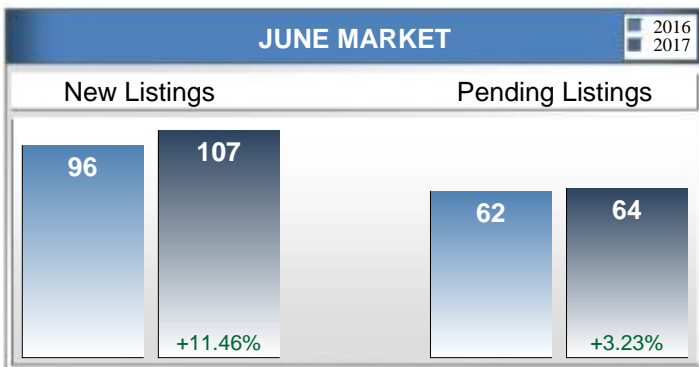 JUNE MARKET
2016
2017
New Listings Pending Listings
96 107 62 64
+11.46% +3.23%